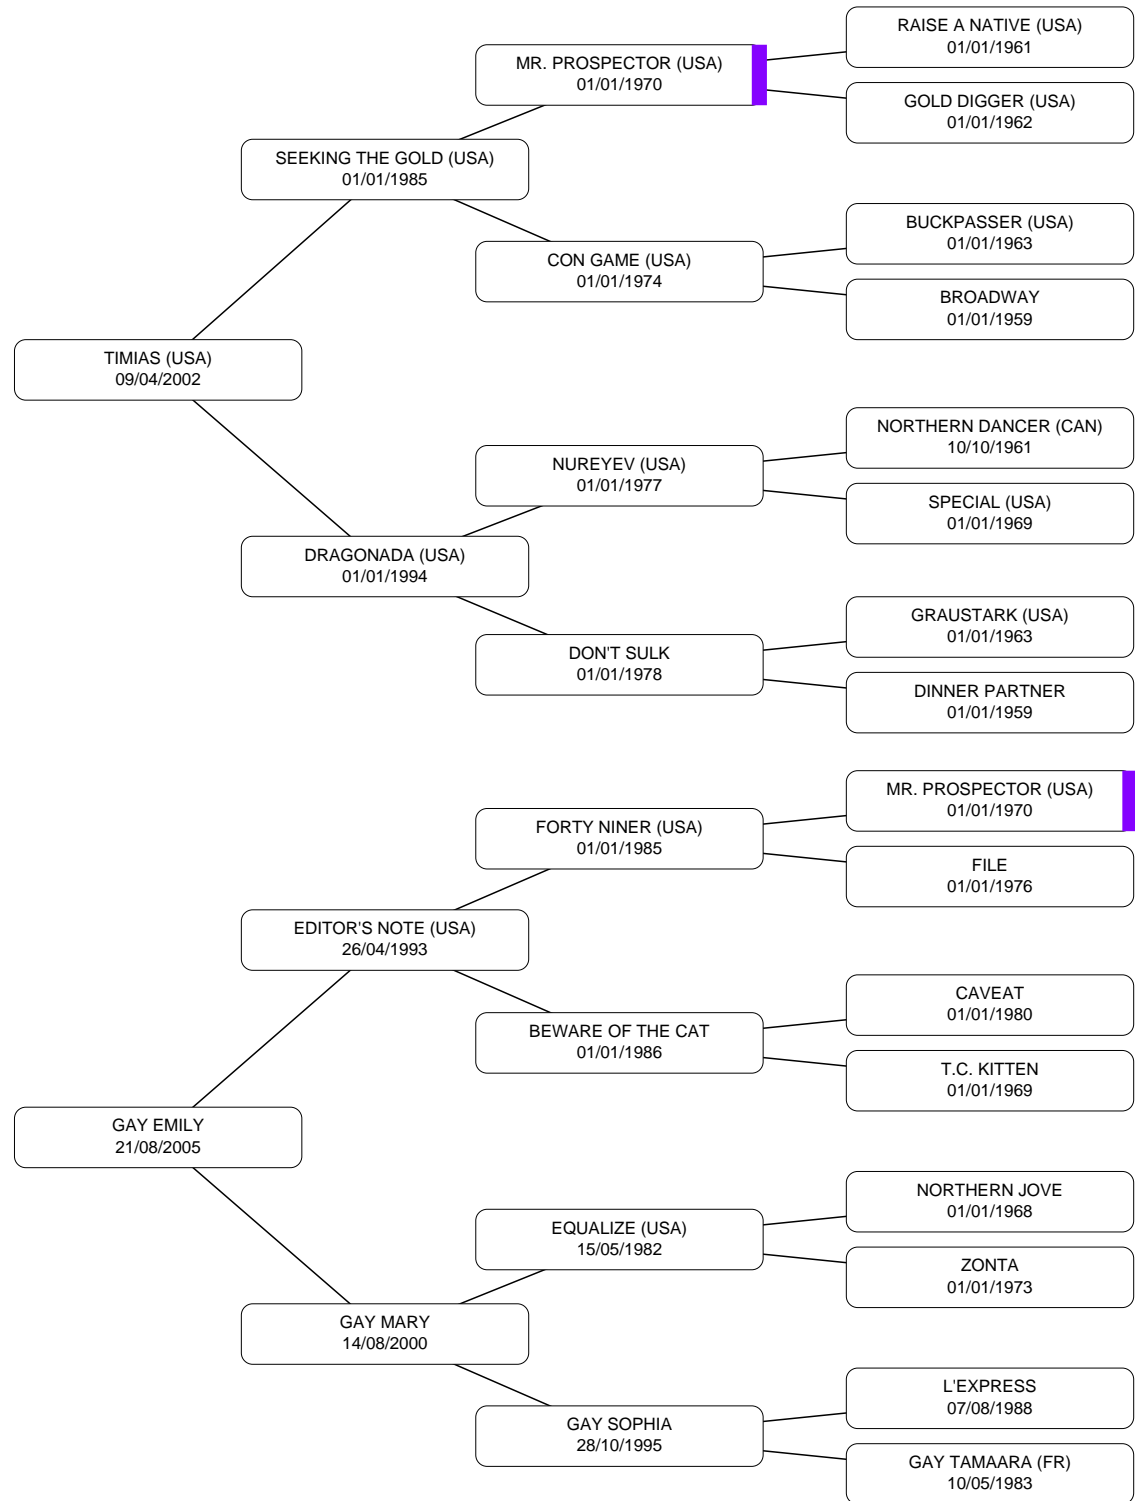 RAISE A NATIVE (USA)
01/01/1961
MR. PROSPECTOR (USA)
01/01/1970
GOLD DIGGER (USA)
01/01/1962
SEEKING THE GOLD (USA)
01/01/1985
BUCKPASSER (USA)
01/01/1963
CON GAME (USA)
01/01/1974
BROADWAY
01/01/1959
TIMIAS (USA)
09/04/2002
NORTHERN DANCER (CAN)
10/10/1961
NUREYEV (USA)
01/01/1977
SPECIAL (USA)
01/01/1969
DRAGONADA (USA)
01/01/1994
GRAUSTARK (USA)
01/01/1963
DON'T SULK
01/01/1978
DINNER PARTNER
01/01/1959
MR. PROSPECTOR (USA)
01/01/1970
FORTY NINER (USA)
01/01/1985
FILE
01/01/1976
EDITOR'S NOTE (USA)
26/04/1993
CAVEAT
01/01/1980
BEWARE OF THE CAT
01/01/1986
T.C. KITTEN
01/01/1969
GAY EMILY
21/08/2005
NORTHERN JOVE
01/01/1968
EQUALIZE (USA)
15/05/1982
ZONTA
01/01/1973
GAY MARY
14/08/2000
L'EXPRESS
07/08/1988
GAY SOPHIA
28/10/1995
GAY TAMAARA (FR)
10/05/1983